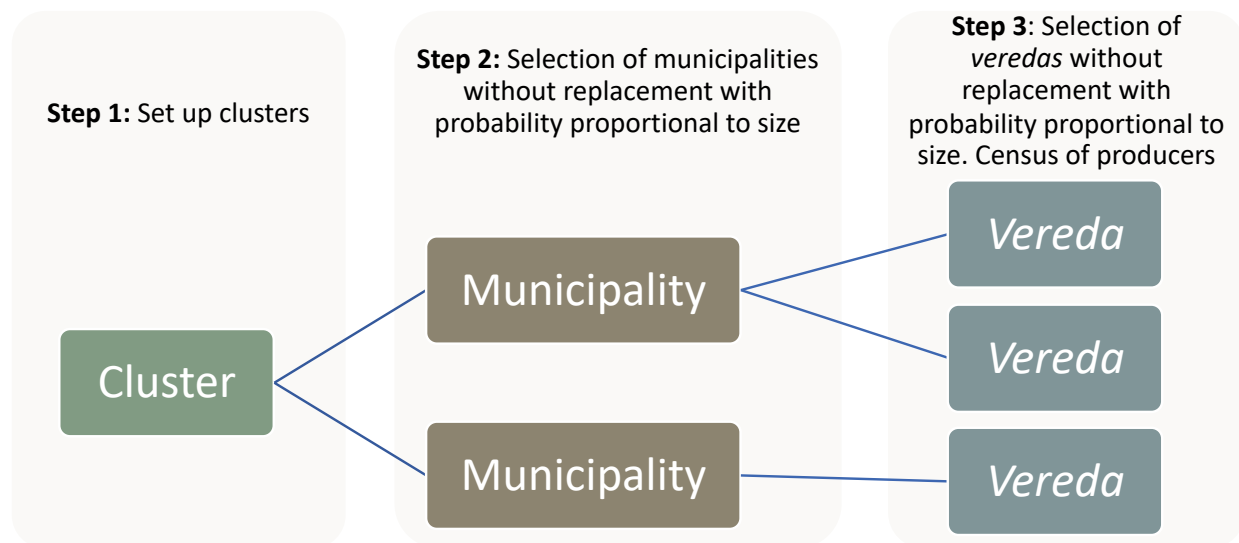 Step 1: Set up clusters
Step 2: Selection of municipalities
without replacement with
probability proportional to size
Step 3: Selection of
veredas without
replacement with
probability proportional to
size. Census of producers
Cluster
Municipality
Municipality
Vereda
Vereda
Vereda